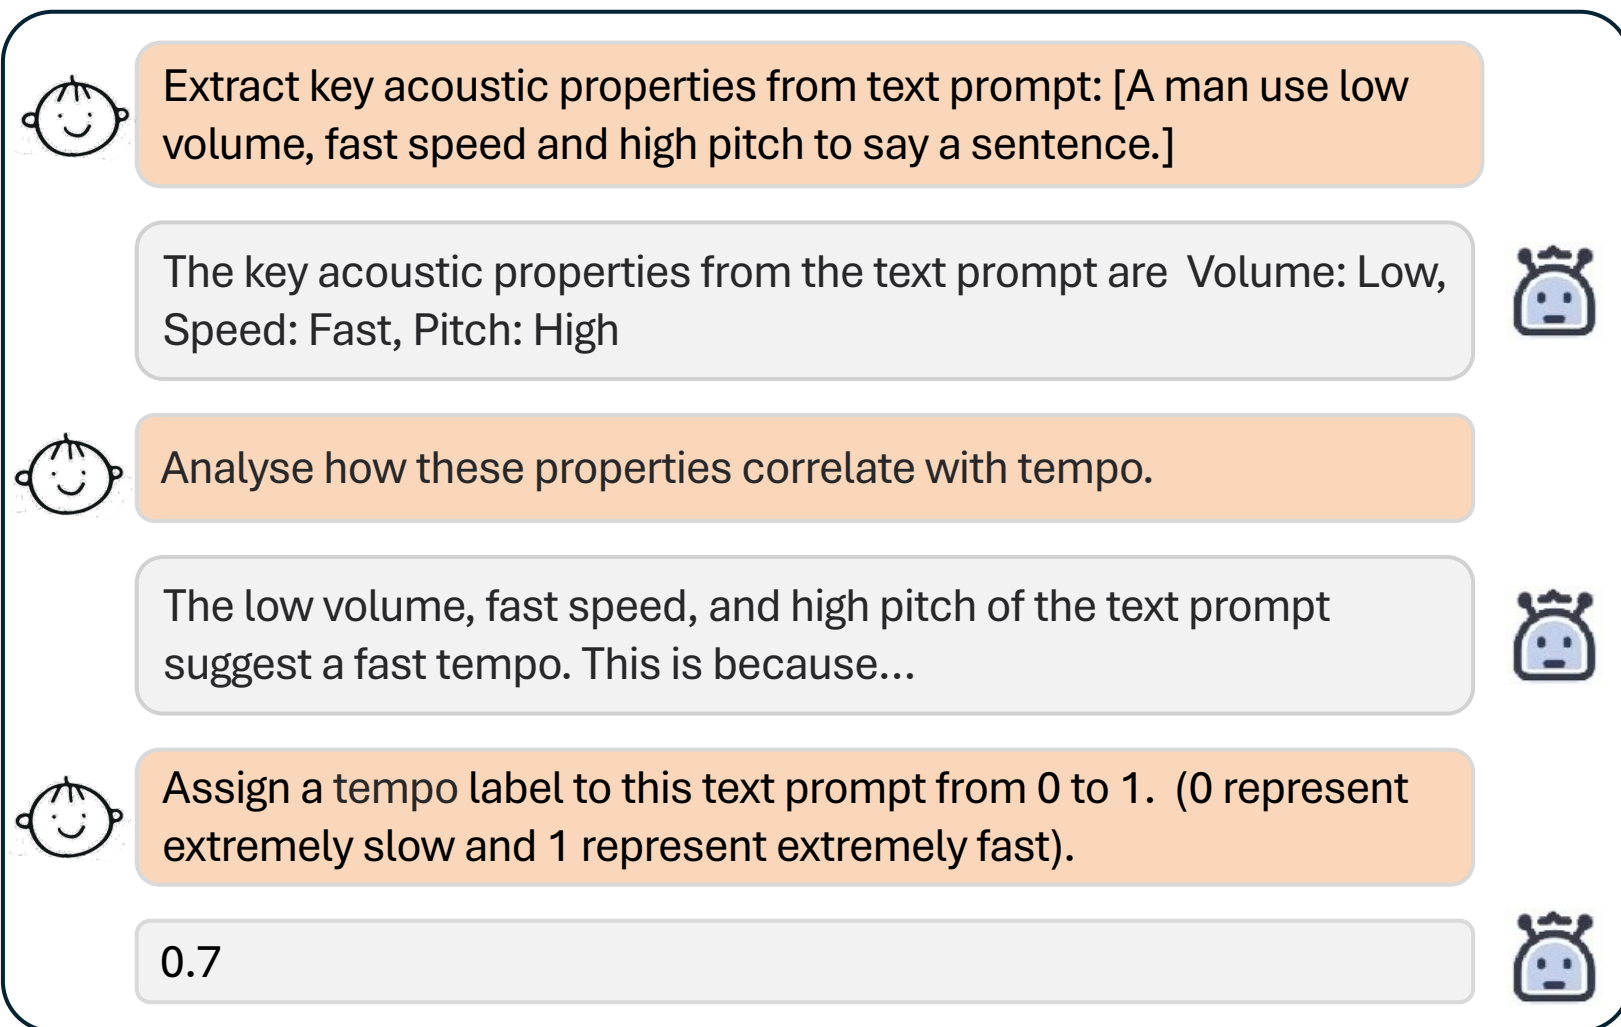 Extract key acoustic properties from text prompt: [A man use low
volume, fast speed and high pitch to say a sentence.]
The key acoustic properties from the text prompt are  Volume: Low,
Speed: Fast, Pitch: High
Analyse how these properties correlate with tempo.
The low volume, fast speed, and high pitch of the text prompt
suggest a fast tempo. This is because...
Assign a tempo label to this text prompt from 0 to 1.  (0 represent
extremely slow and 1 represent extremely fast).
0.7